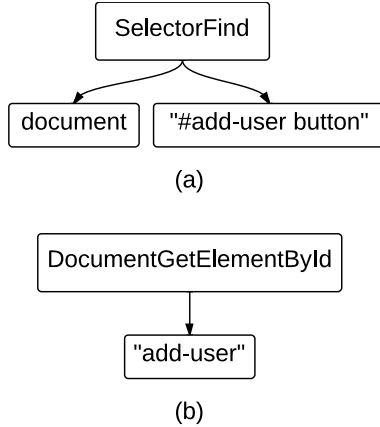 SelectorFind
document
"#add-user button"
(a)
DocumentGetElementById
"add-user"
(b)